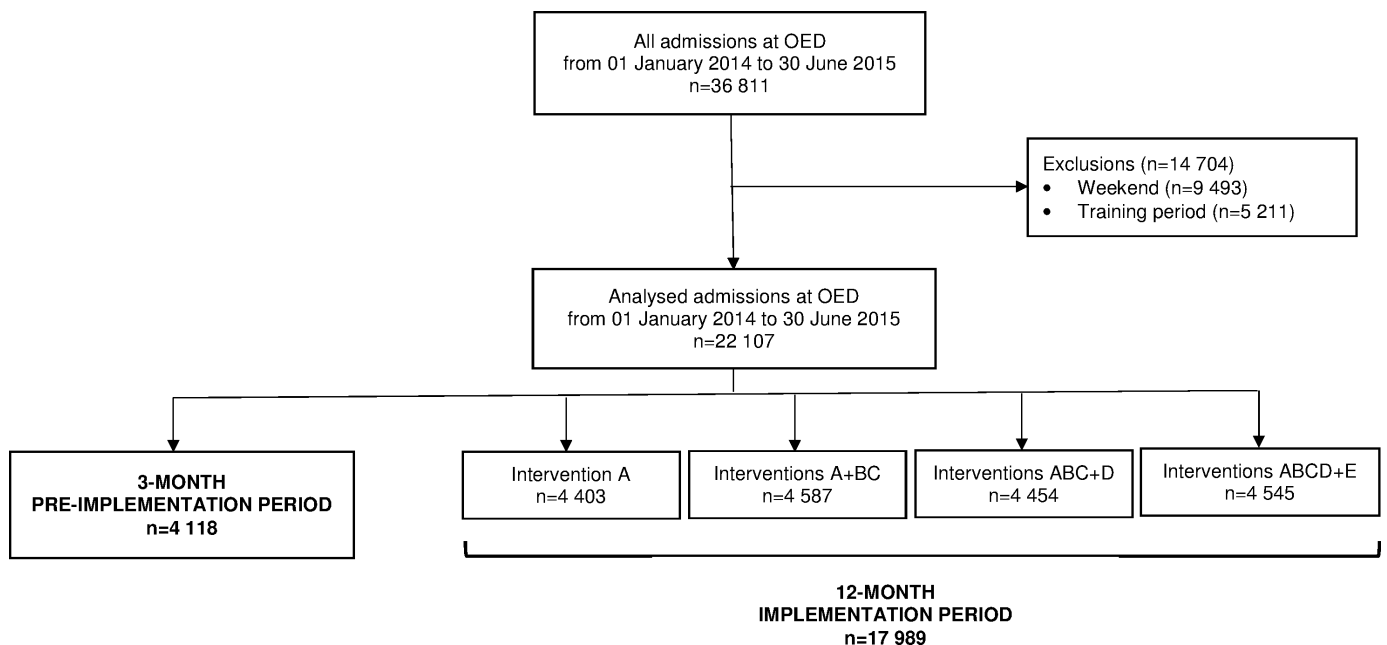 All admissions at OED
from 01 January 2014 to 30 June 2015
n=36 811
Exclusions (n=14 704)
• Weekend (n=9 493)
• Training period (n=5 211)
Analysed admissions at OED
from 01 January 2014 to 30 June 2015
n=22 107
3-MONTH
PRE-IMPLEMENTATION PERIOD
n=4 118
Intervention A
n=4 403
Interventions A+BC
n=4 587
Interventions ABC+D
n=4 454
Interventions ABCD+E
n=4 545
12-MONTH
IMPLEMENTATION PERIOD
n=17 989